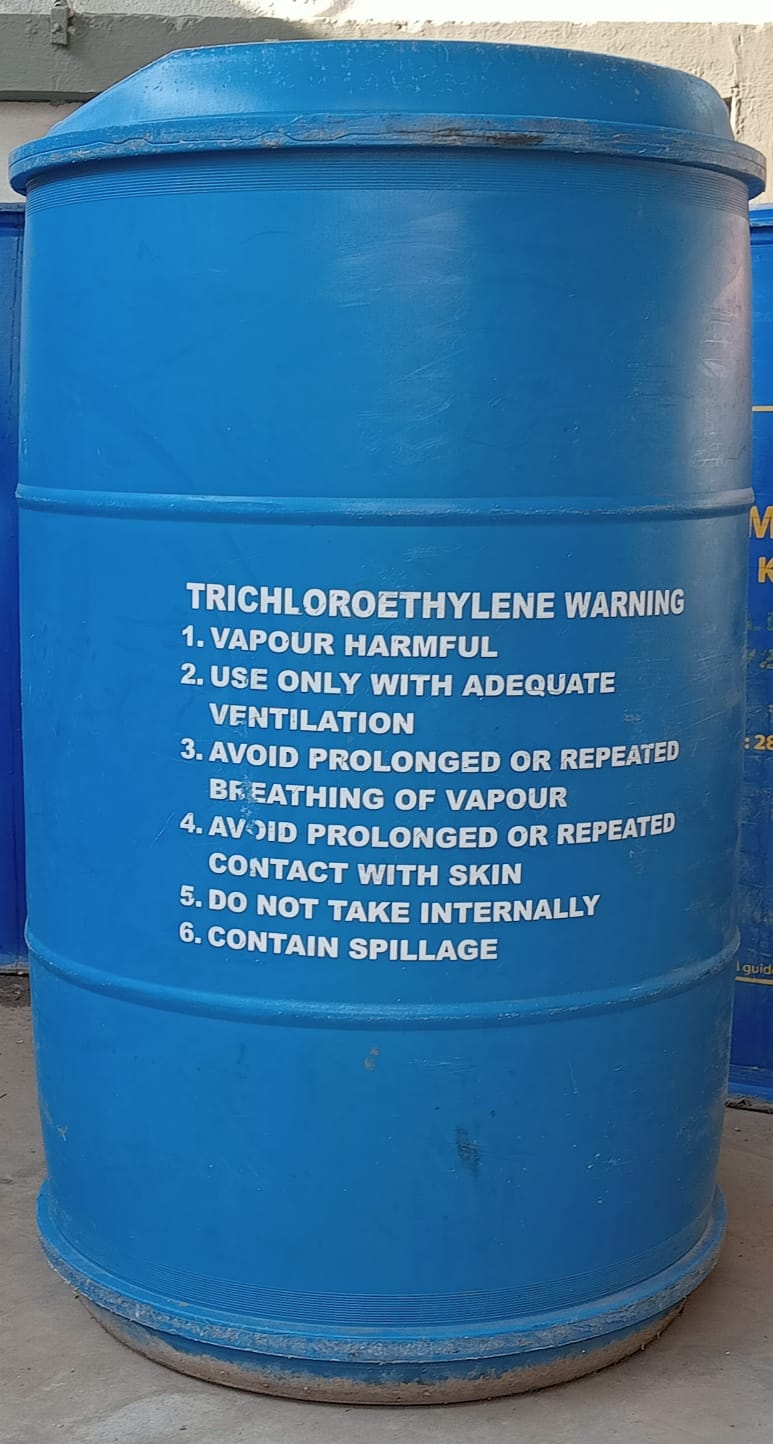 TRICHLOROETHYLENE WARNING
1. VAPOUR HARMFUL
2. USE ONLY WITH ADEQUATE
VENTILATION
3. AVOID PROLONGED OR REPEATED
BREATHING OF VAPOUR
4. AVOID PROLONGED OR REPEATED
CONTACT WITH SKIN
5. DO NOT TAKE INTERNALLY
6. CONTAIN SPILLAGE